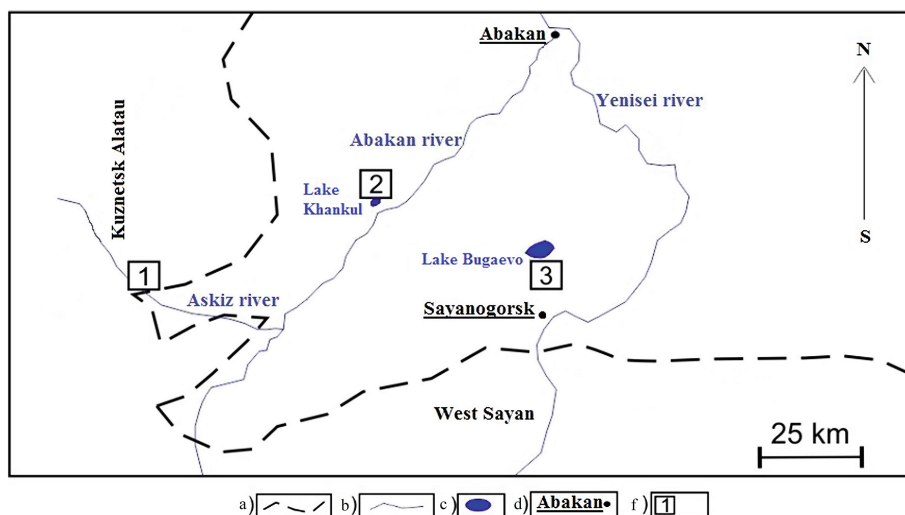 Abakan
N
Yenisei river
Kuznetsk Alatau
Abakan river
2
Lake
Khankul
S
Lake Bugaevo
1
3
Askiz river
Sayanogorsk
West Sayan
25 km
a) b) c) d) Abakan f) 1